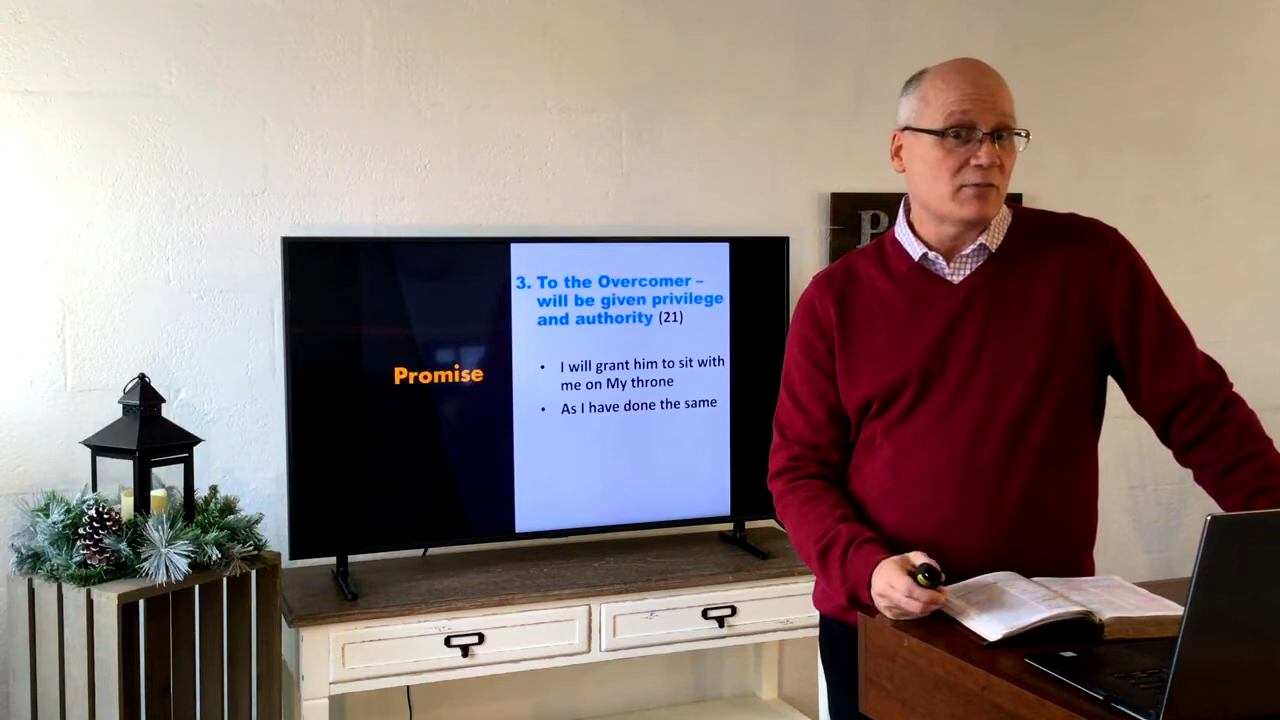 Promise
3. To the Overcomer –
will be given privilege
and authority (21)
• I will grant him to sit with
me on My throne
• As I have done the same
P